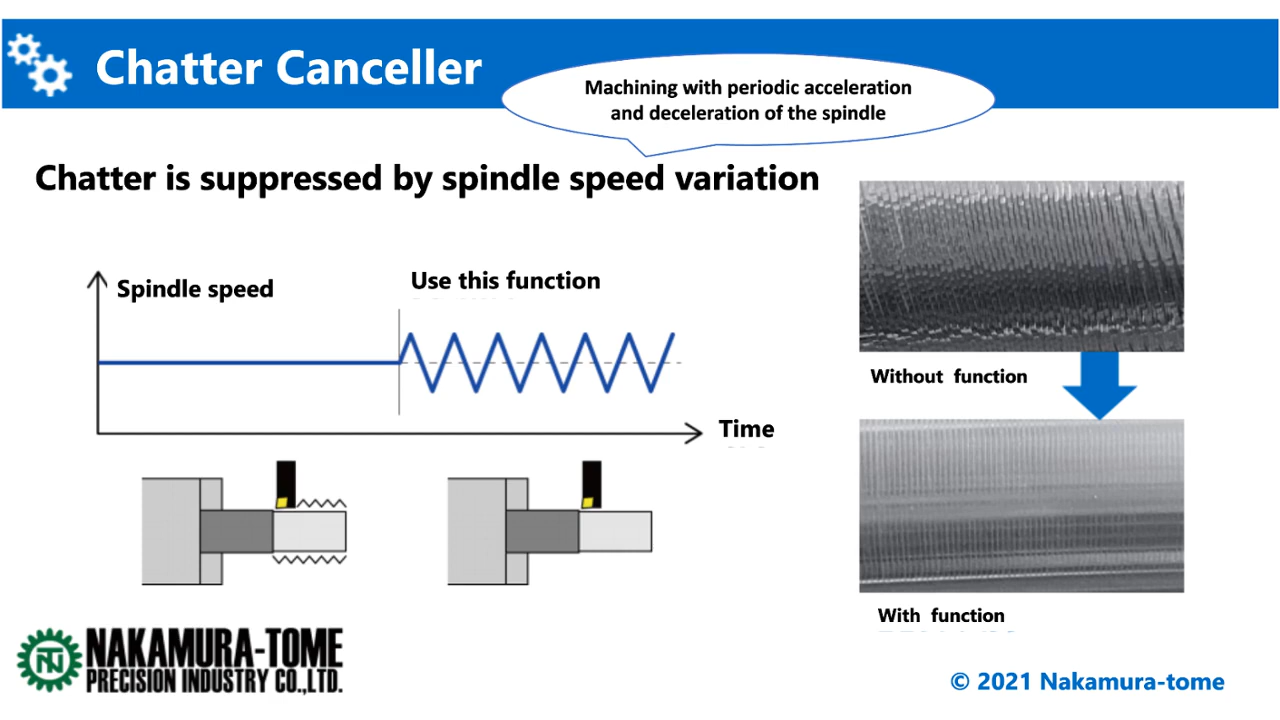 Chatter Canceller
Machining with periodic acceleration
and deceleration of the spindle
Chatter is suppressed by spindle speed variation
Spindle speed
Use this function
Time
Without function
With function
NAKAMURA-TOME
PRECISION INDUSTRY CO.,LTD.
© 2021 Nakamura-tome